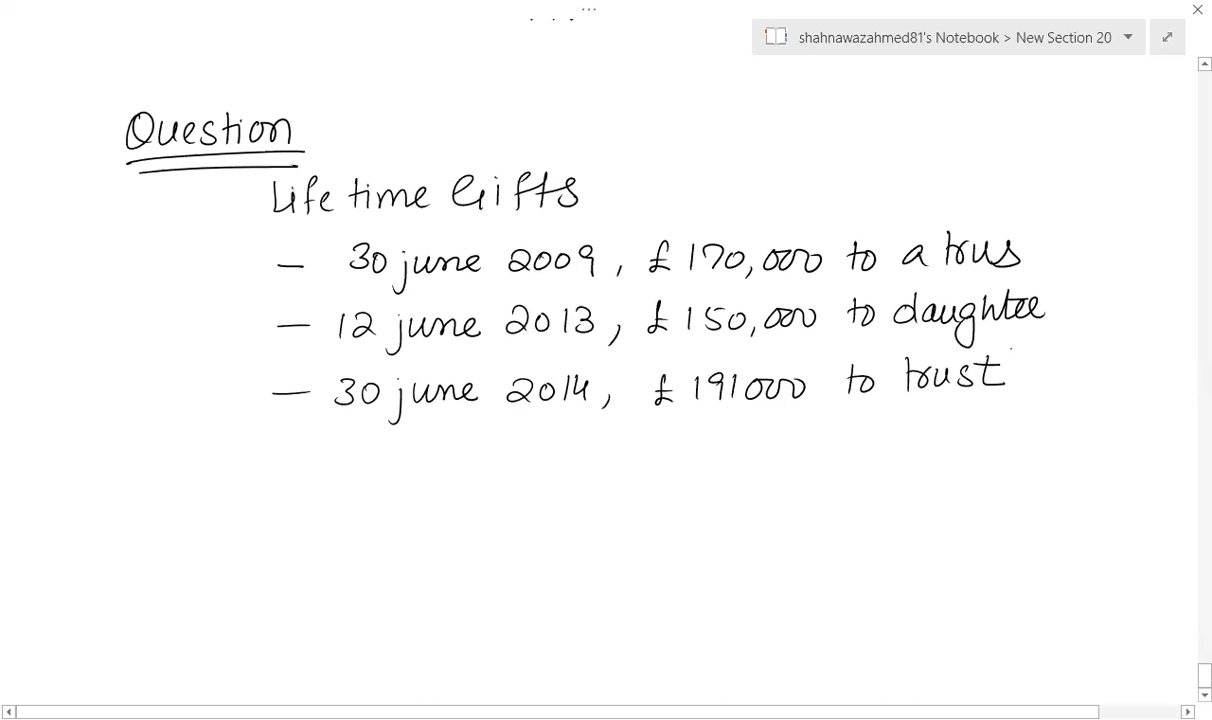 shahnawazahmed81's Notebook > New Section 20
Question
Life time Gifts
— 30 june 2009, £170,000 to a trus
— 12 june 2013, £150,000 to daughter
— 30 june 2014, £191000 to trust